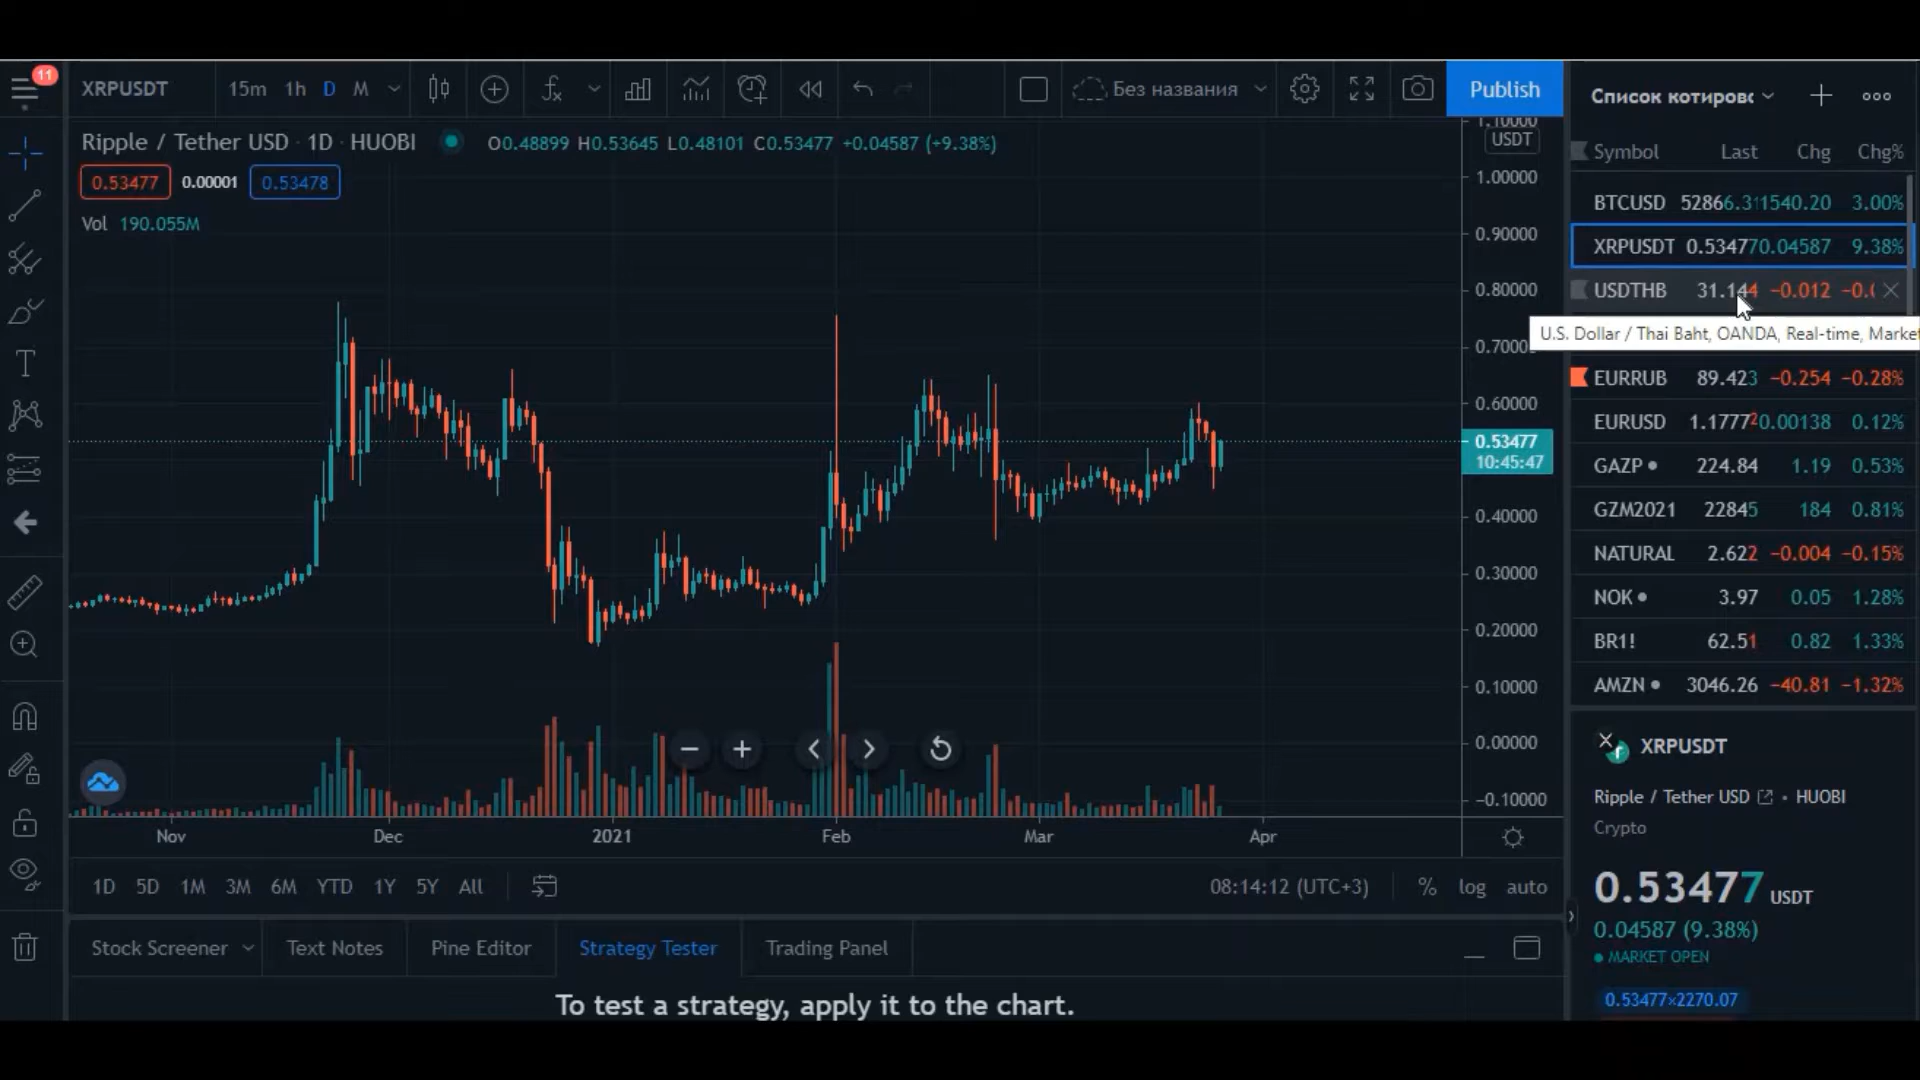 11
XRPUSDT
15m 1h D M
Без названия
Publish
Список котирово
Ripple / Tether USD · 1D · HUOBI
O0.48899 H0.53645 L0.48101 C0.53477 +0.04587 (+9.38%)
0.53477 0.00001 0.53478
Vol 190.055M
1.10000
USDT
1.00000
0.90000
0.80000
0.7000
0.60000
0.53477
10:45:47
0.40000
0.30000
0.20000
0.10000
0.00000
−0.10000
Nov Dec 2021 Feb Mar Apr
1D 5D 1M 3M 6M YTD 1Y 5Y All
08:14:12 (UTC+3) % log auto
Stock Screener Text Notes Pine Editor Strategy Tester Trading Panel
To test a strategy, apply it to the chart.
Symbol Last Chg Chg%
BTCUSD 52866.3 1540.20 3.00%
XRPUSDT 0.53477 0.04587 9.38%
USDTHB 31.144 −0.012
U.S. Dollar / Thai Baht, OANDA, Real-time, Market
EURRUB 89.423 −0.254 −0.28%
EURUSD 1.17772 0.00138 0.12%
GAZP 224.84 1.19 0.53%
GZM2021 22845 184 0.81%
NATURAL 2.622 −0.004 −0.15%
NOK 3.97 0.05 1.28%
BR1! 62.51 0.82 1.33%
AMZN 3046.26 −40.81 −1.32%
XRPUSDT
Ripple / Tether USD • HUOBI
Crypto
0.53477 USDT
0.04587 (9.38%)
MARKET OPEN
0.53477×2270.07